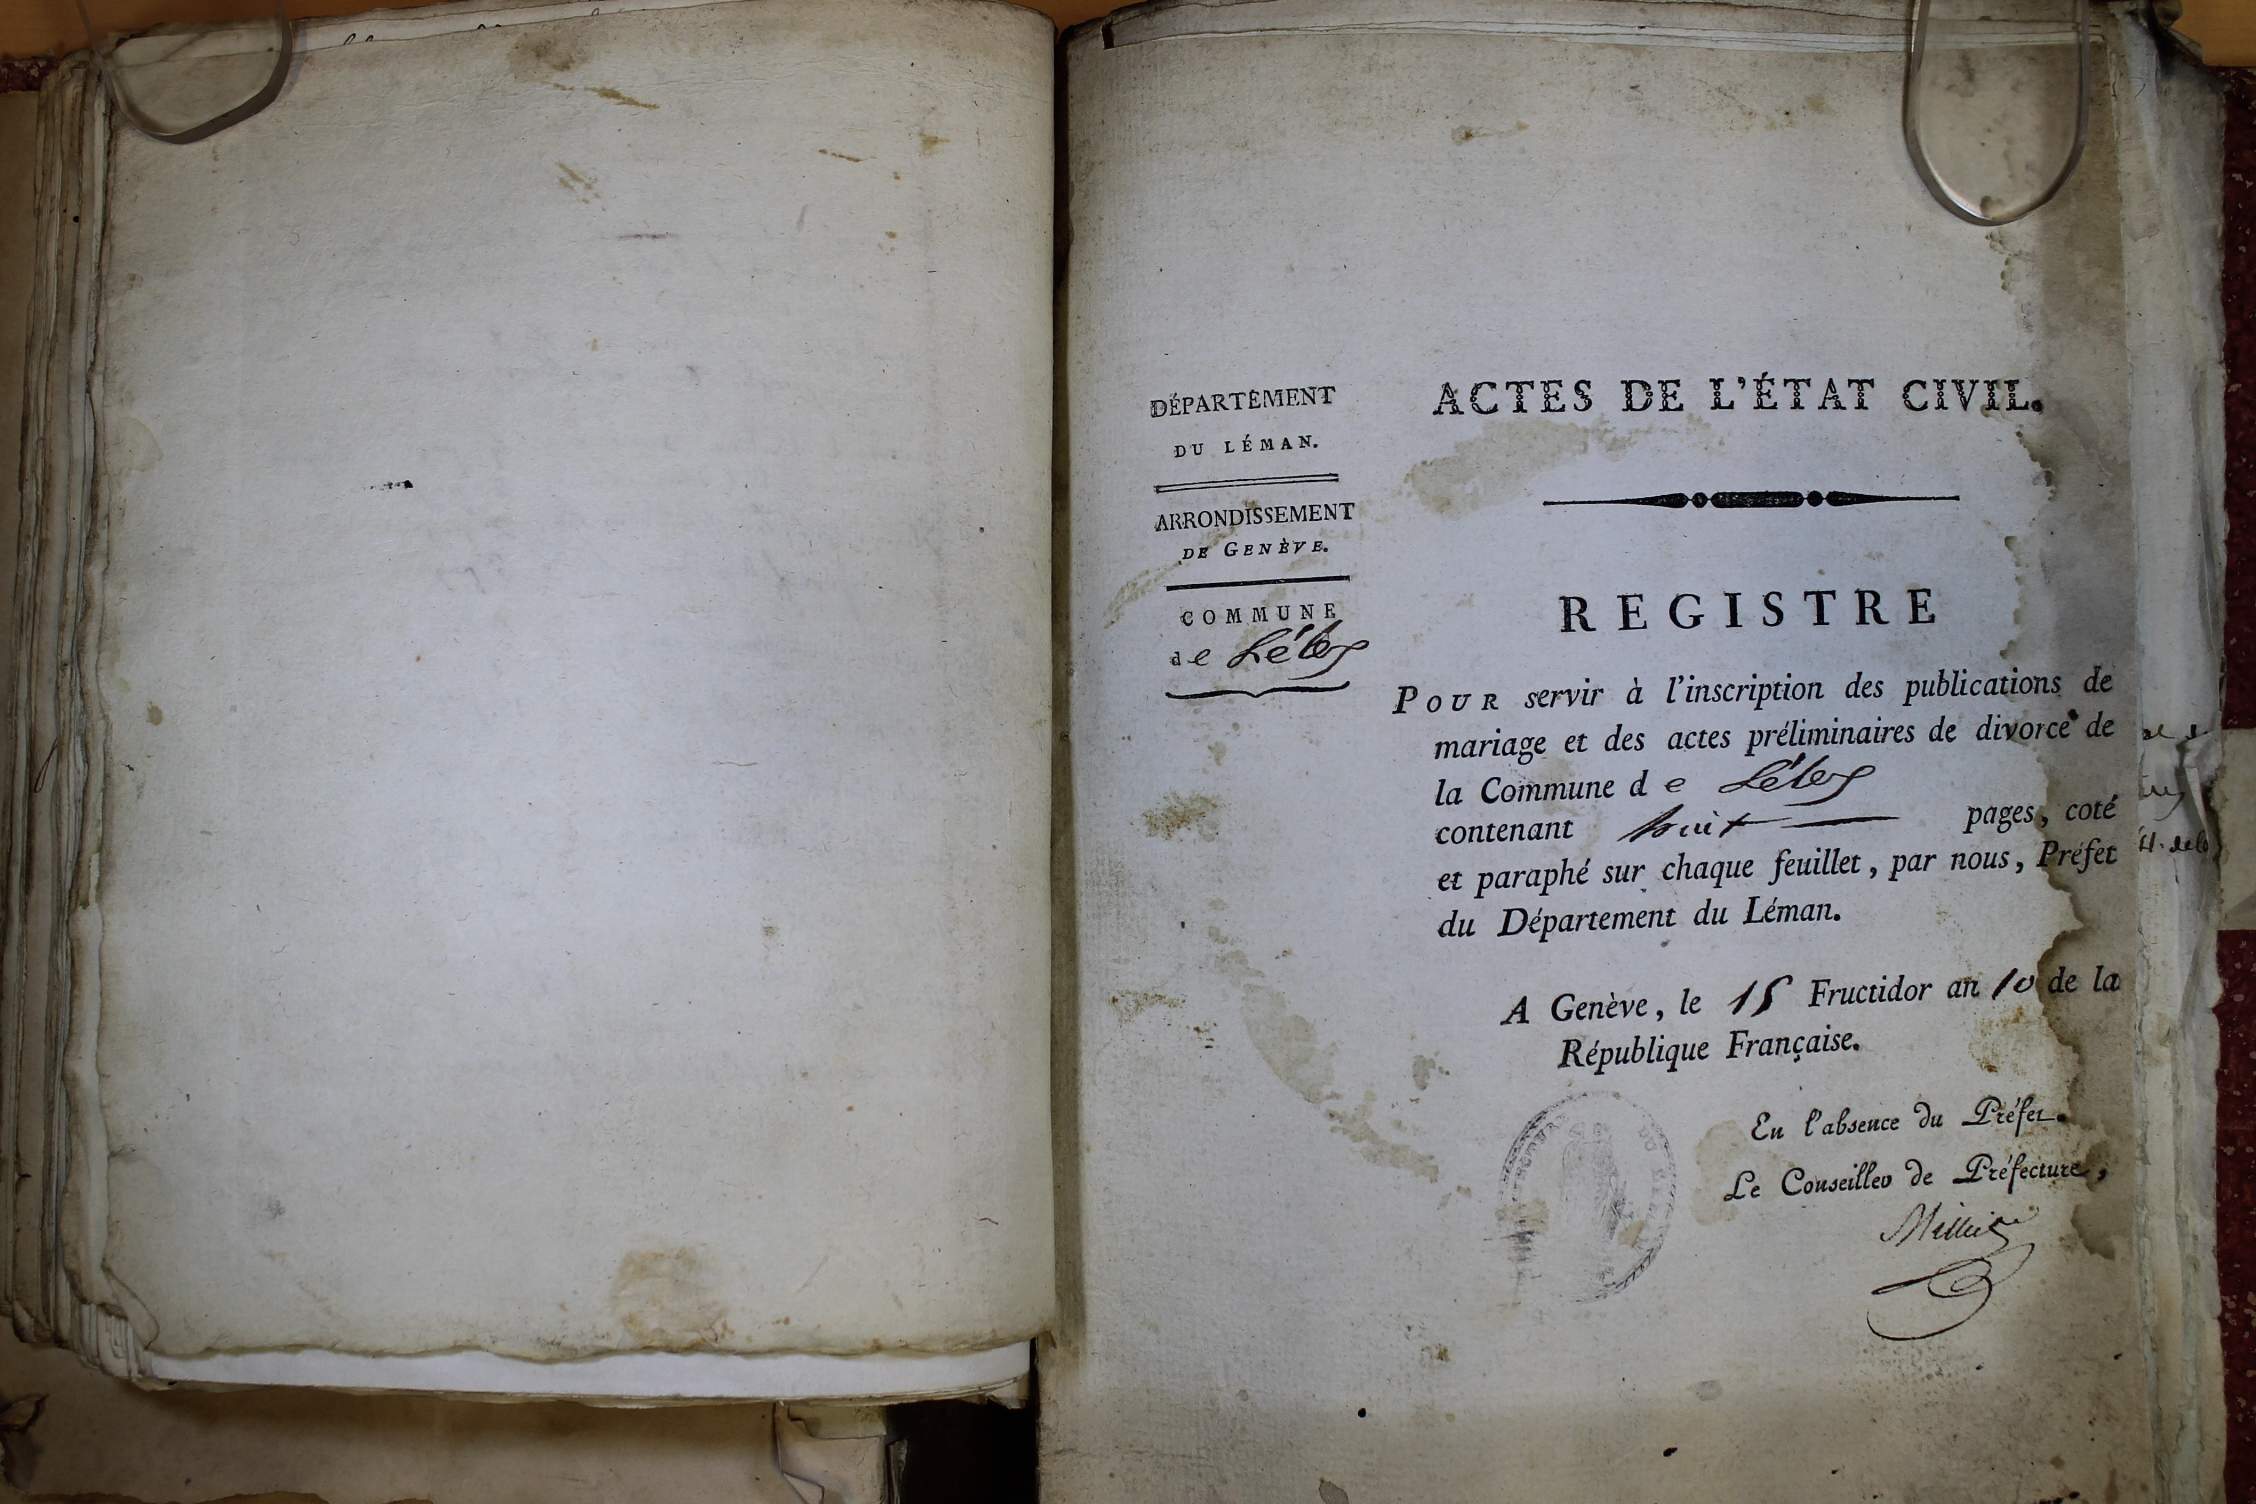 DÉPARTEMENT
DU LÉMAN.
ARRONDISSEMENT
DE GENÈVE.
COMMUNE
de Lélex
ACTES DE L'ÉTAT CIVIL.
REGISTRE
POUR servir à l'inscription des publications de
mariage et des actes préliminaires de divorce de
la Commune de Lélex
contenant huit pages, coté
et paraphé sur chaque feuillet, par nous, Préfet
du Département du Léman.
A Genève, le 15 Fructidor an 10 de la
République Française.
En l'absence du Préfet.
Le Conseiller de Préfecture,